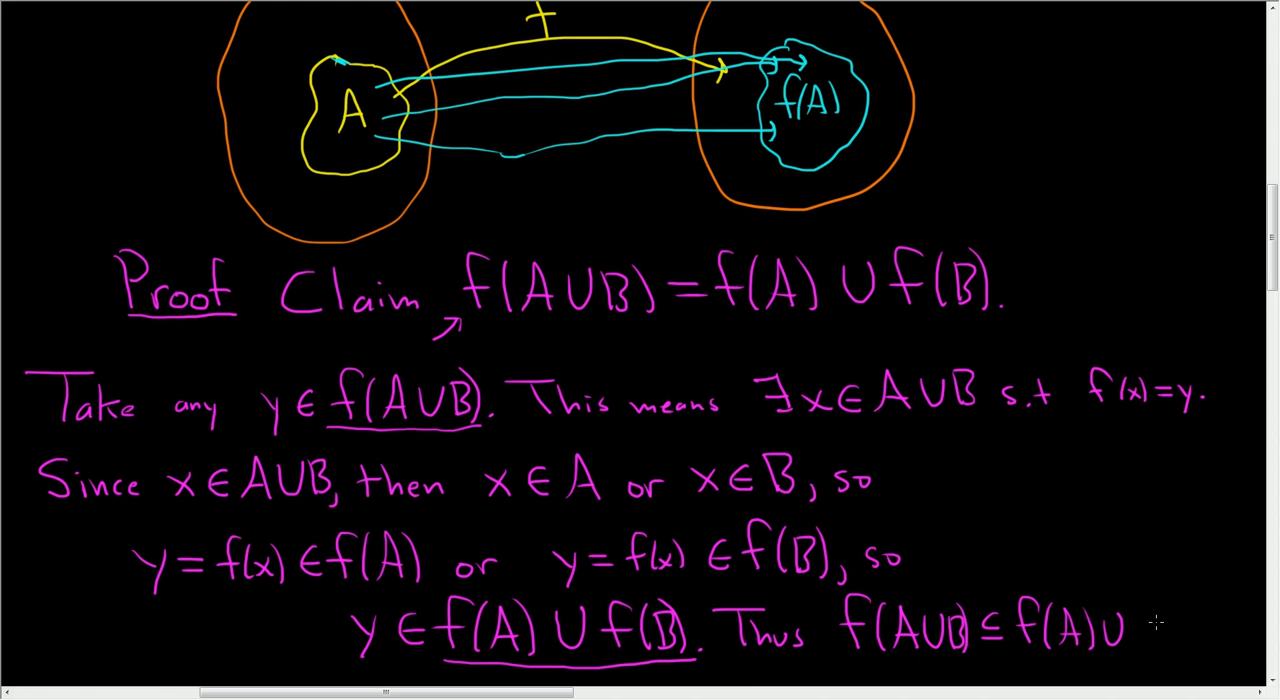 f
A
f(A)
Proof Claim f(A∪B)=f(A)∪f(B).
Take any y∈f(A∪B). This means ∃x∈A∪B s.t f(x)=y.
Since x∈A∪B, then x∈A or x∈B, so
y=f(x)∈f(A) or y=f(x)∈f(B), so
y∈f(A)∪f(B). Thus f(A∪B)⊆f(A)∪